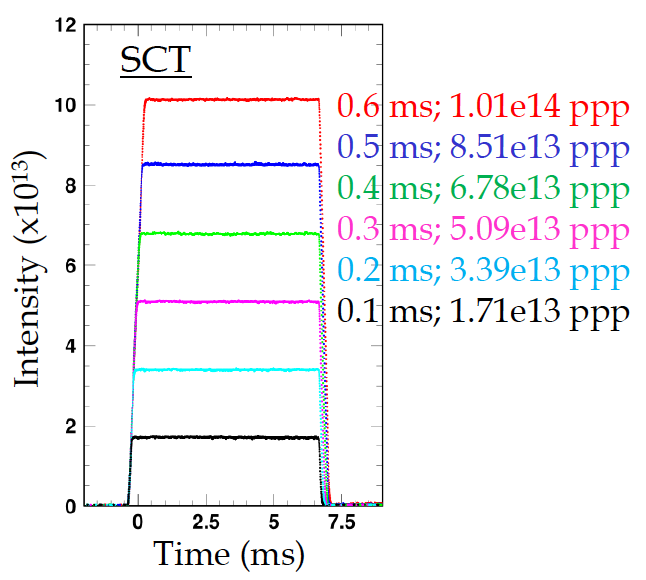 12
SCT
10
0.6 ms; 1.01e14 ppp
0.5 ms; 8.51e13 ppp
8
0.4 ms; 6.78e13 ppp
0.3 ms; 5.09e13 ppp
6
0.2 ms; 3.39e13 ppp
0.1 ms; 1.71e13 ppp
4
2
0
Intensity (x10¹³)
0 2.5 5 7.5
Time (ms)